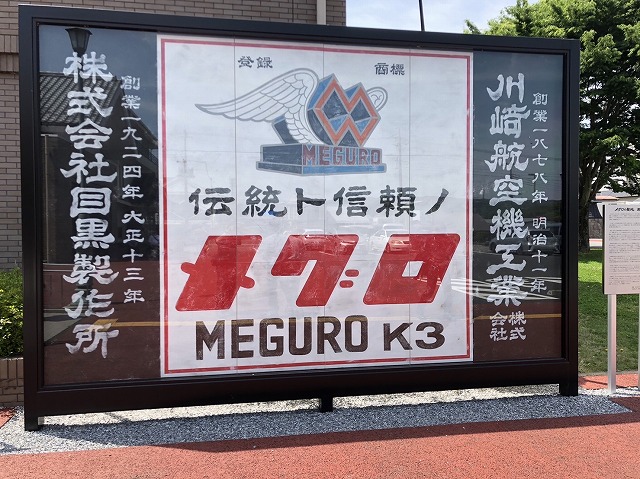 川崎航空機工業 株式会社
創業一八七八年 明治十一年
登録 商標
MEGURO
伝統ト信頼ノ
メグロ
MEGURO K3
創業一九二四年 大正十三年
株式会社目黒製作所